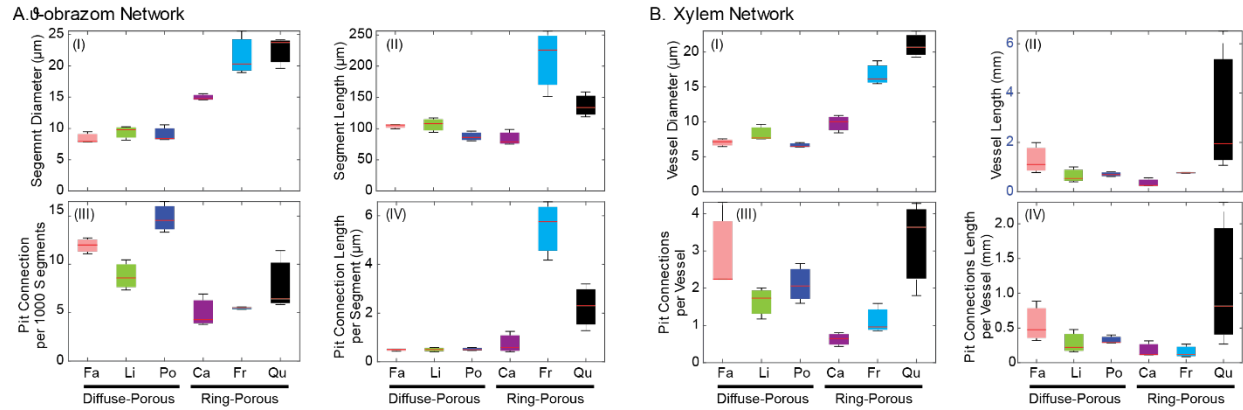 A.ϑ-obrazom Network
B. Xylem Network
(I)
Segemnt Diameter (µm)
25
20
15
10
5
0
(II)
Segment Length (µm)
250
200
150
100
50
0
(I)
Vessel Diameter (µm)
20
15
10
5
0
(II)
Vessel Length (mm)
6
4
2
0
(III)
Pit Connection
per 1000 S egments
15
10
5
0
(IV)
Pit Connection Length
per Segment (µm)
6
4
2
0
(III)
Pit Connections
per Vessel
4
3
2
1
0
(IV)
Pit Connections Length
per Vessel (mm)
2.0
1.5
1.0
0.5
0
Fa Li Po Ca Fr Qu
Diffuse-Porous Ring-Porous
Fa Li Po Ca Fr Qu
Diffuse-Porous Ring-Porous
Fa Li Po Ca Fr Qu
Diffuse-Porous Ring-Porous
Fa Li Po Ca Fr Qu
Diffuse-Porous Ring-Porous